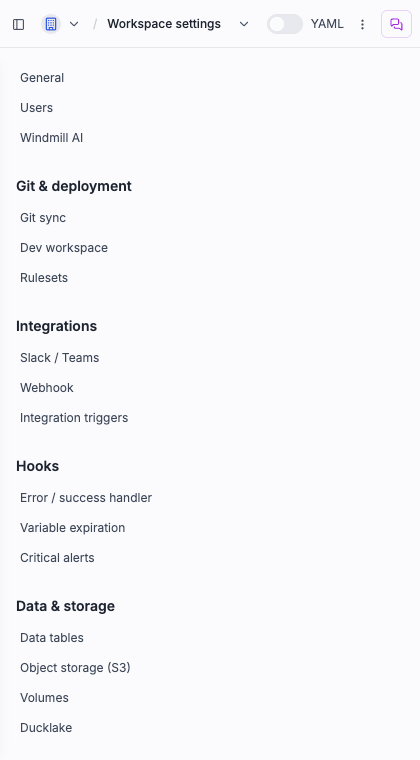 / Workspace settings YAML
General
Users
Windmill AI
Git & deployment
Git sync
Dev workspace
Rulesets
Integrations
Slack / Teams
Webhook
Integration triggers
Hooks
Error / success handler
Variable expiration
Critical alerts
Data & storage
Data tables
Object storage (S3)
Volumes
Ducklake